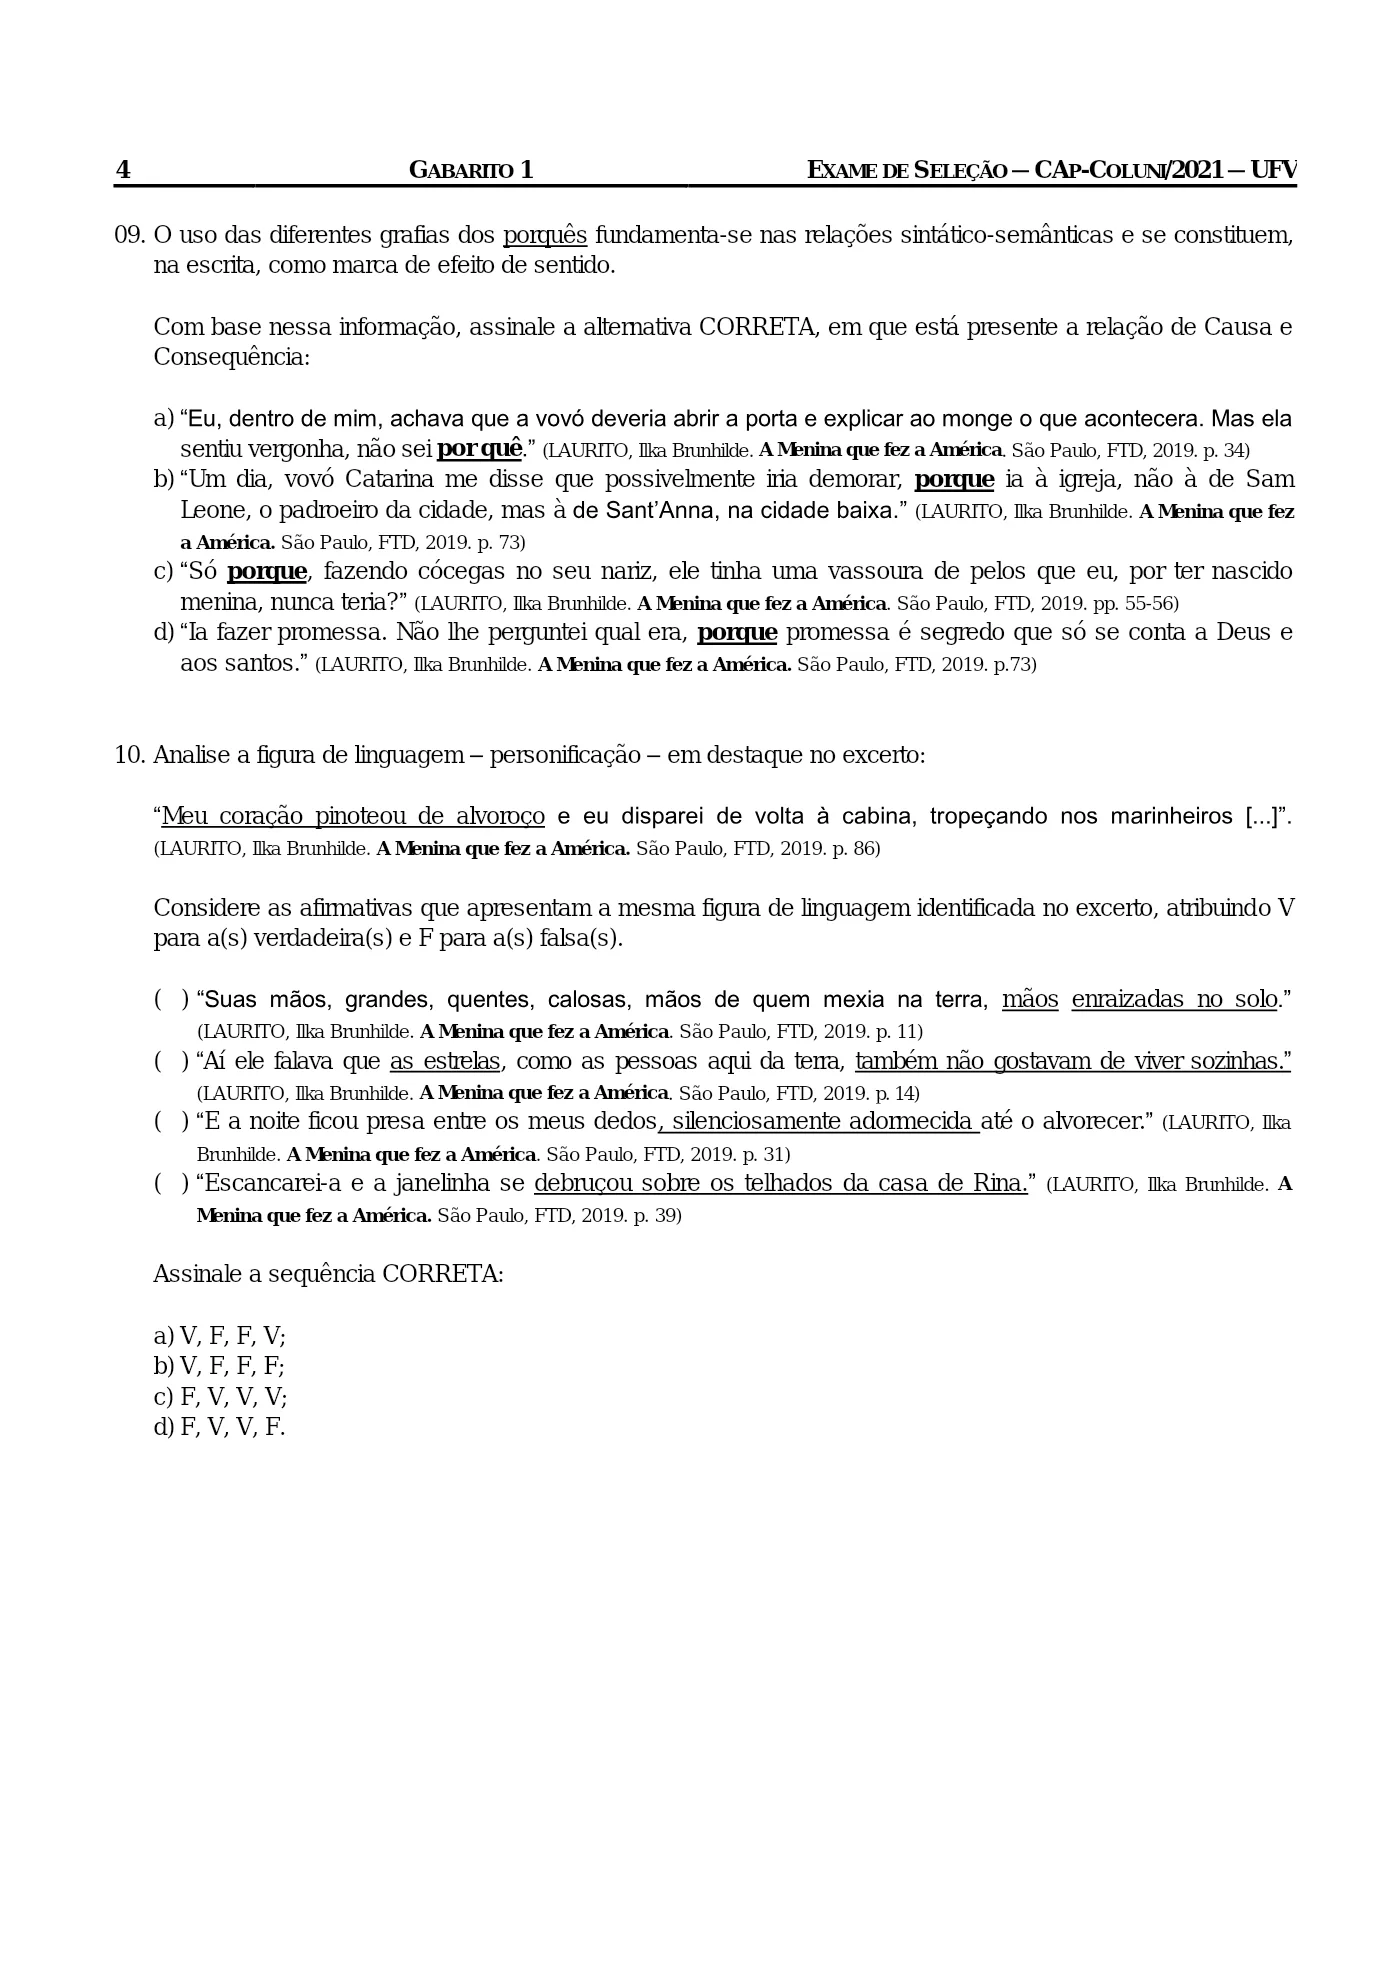 4 GABARITO 1 EXAME DE SELEÇÃO — CAP-COLUNI/2021 — UFV
09. O uso das diferentes grafias dos porquês fundamenta-se nas relações sintático-semânticas e se constituem,
na escrita, como marca de efeito de sentido.
Com base nessa informação, assinale a alternativa CORRETA, em que está presente a relação de Causa e
Consequência:
a) “Eu, dentro de mim, achava que a vovó deveria abrir a porta e explicar ao monge o que acontecera. Mas ela
sentiu vergonha, não sei por quê.” (LAURITO, Ilka Brunhilde. A Menina que fez a América. São Paulo, FTD, 2019. p. 34)
b) “Um dia, vovó Catarina me disse que possivelmente iria demorar, porque ia à igreja, não à de Sam
Leone, o padroeiro da cidade, mas à de Sant’Anna, na cidade baixa.” (LAURITO, Ilka Brunhilde. A Menina que fez
a América. São Paulo, FTD, 2019. p. 73)
c) “Só porque, fazendo cócegas no seu nariz, ele tinha uma vassoura de pelos que eu, por ter nascido
menina, nunca teria?” (LAURITO, Ilka Brunhilde. A Menina que fez a América. São Paulo, FTD, 2019. pp. 55-56)
d) “Ia fazer promessa. Não lhe perguntei qual era, porque promessa é segredo que só se conta a Deus e
aos santos.” (LAURITO, Ilka Brunhilde. A Menina que fez a América. São Paulo, FTD, 2019. p.73)
10. Analise a figura de linguagem – personificação – em destaque no excerto:
“Meu coração pinoteou de alvoroço e eu disparei de volta à cabina, tropeçando nos marinheiros [...]”.
(LAURITO, Ilka Brunhilde. A Menina que fez a América. São Paulo, FTD, 2019. p. 86)
Considere as afirmativas que apresentam a mesma figura de linguagem identificada no excerto, atribuindo V
para a(s) verdadeira(s) e F para a(s) falsa(s).
( ) “Suas mãos, grandes, quentes, calosas, mãos de quem mexia na terra, mãos enraizadas no solo.”
(LAURITO, Ilka Brunhilde. A Menina que fez a América. São Paulo, FTD, 2019. p. 11)
( ) “Aí ele falava que as estrelas, como as pessoas aqui da terra, também não gostavam de viver sozinhas.”
(LAURITO, Ilka Brunhilde. A Menina que fez a América. São Paulo, FTD, 2019. p. 14)
( ) “E a noite ficou presa entre os meus dedos, silenciosamente adormecida até o alvorecer.” (LAURITO, Ilka
Brunhilde. A Menina que fez a América. São Paulo, FTD, 2019. p. 31)
( ) “Escancarei-a e a janelinha se debruçou sobre os telhados da casa de Rina.” (LAURITO, Ilka Brunhilde. A
Menina que fez a América. São Paulo, FTD, 2019. p. 39)
Assinale a sequência CORRETA:
a) V, F, F, V;
b) V, F, F, F;
c) F, V, V, V;
d) F, V, V, F.